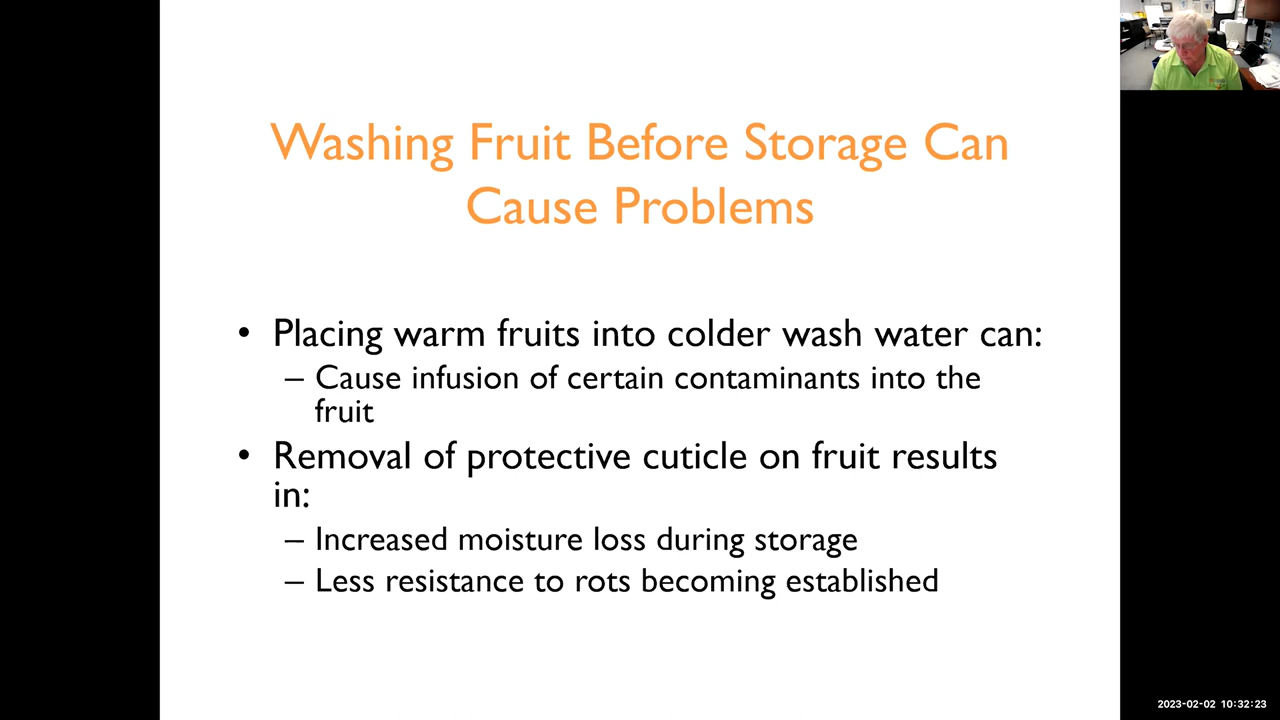 Washing Fruit Before Storage Can
Cause Problems
• Placing warm fruits into colder wash water can:
– Cause infusion of certain contaminants into the
fruit
• Removal of protective cuticle on fruit results
in:
– Increased moisture loss during storage
– Less resistance to rots becoming established
2023-02-02 10:32:23